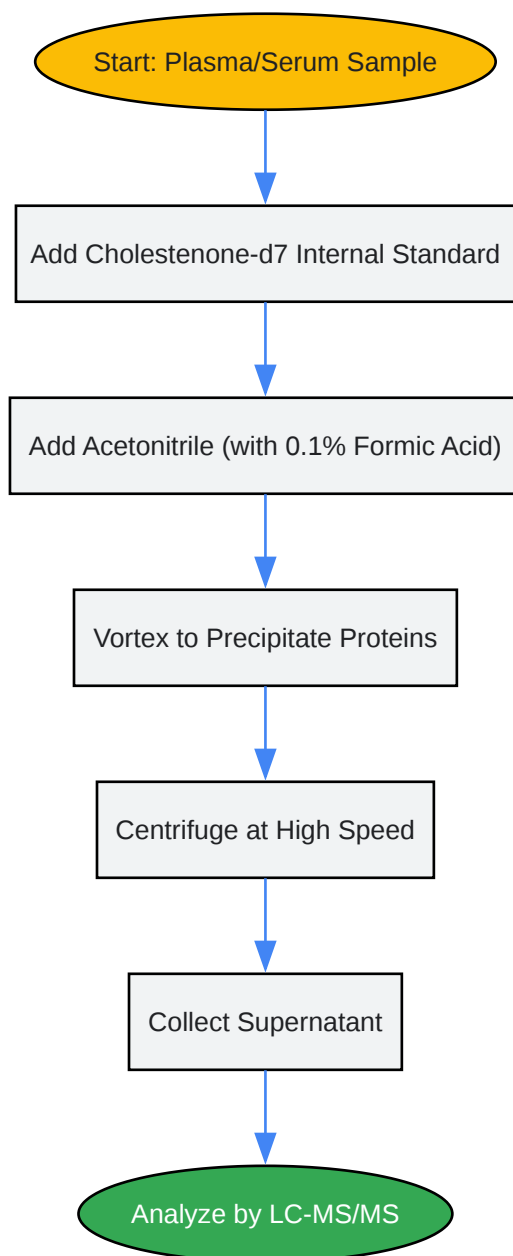 Start: Plasma/Serum Sample
Add Cholestenone-d7 Internal Standard
Add Acetonitrile (with 0.1% Formic Acid)
Vortex to Precipitate Proteins
Centrifuge at High Speed
Collect Supernatant
Analyze by LC-MS/MS